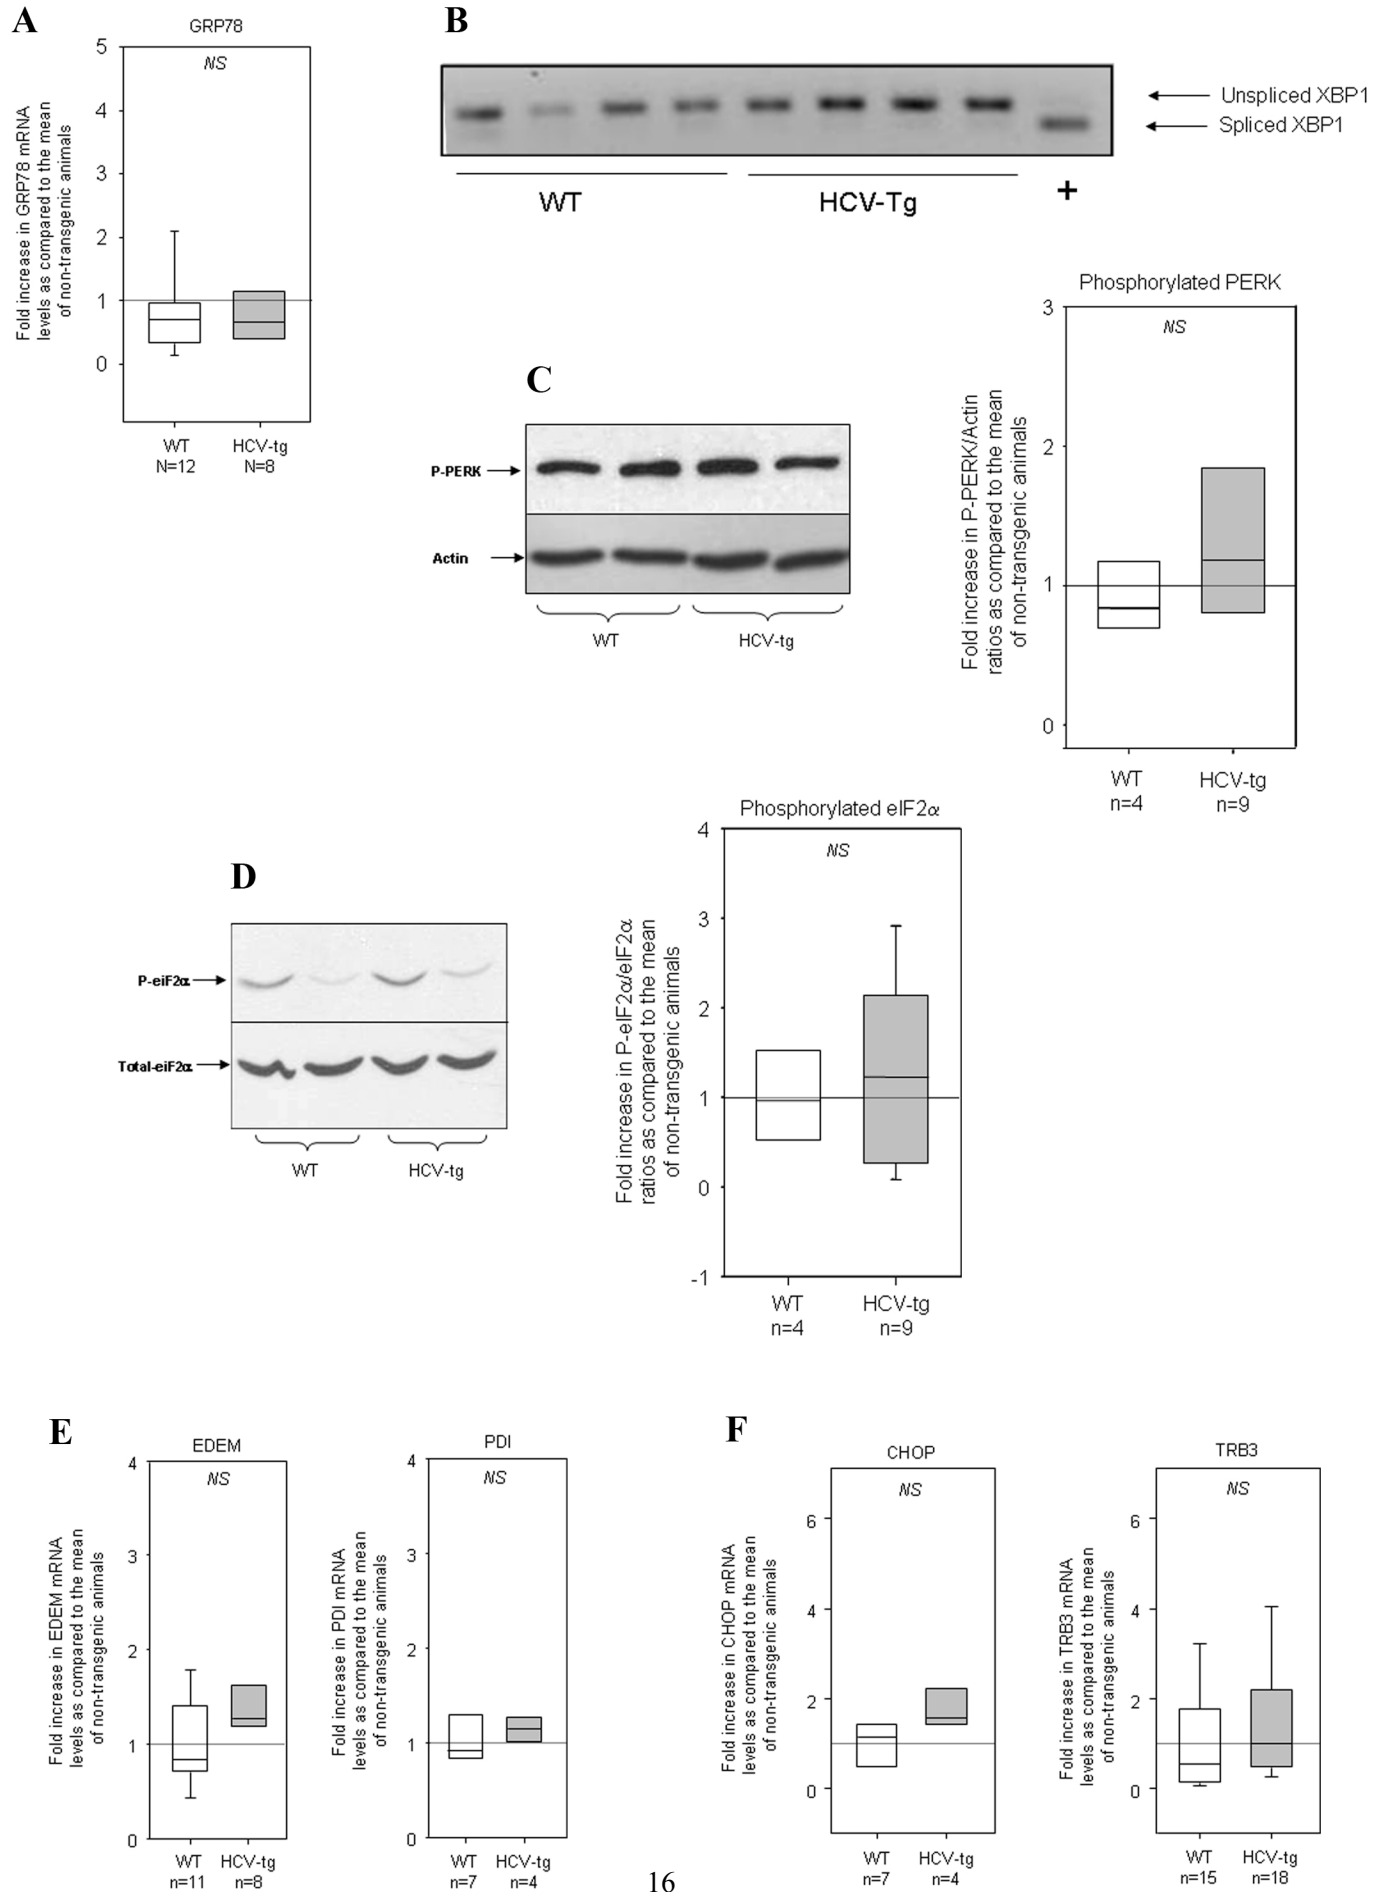 A
GRP78
NS
5
4
3
2
1
0
Fold increase in GRP78 mRNA
levels as compared to the mean
of non-transgenic animals
WT
N=12
HCV-tg
N=8
B
Unspliced XBP1
Spliced XBP1
WT
HCV-Tg
+
C
P-PERK
Actin
WT
HCV-tg
Phosphorylated PERK
NS
3
2
1
0
Fold increase in P-PERK/Actin
ratios as compared to the mean
of non-transgenic animals
WT
n=4
HCV-tg
n=9
D
P-eiF2α
Total-eiF2α
WT
HCV-tg
Phosphorylated eIF2α
NS
4
3
2
1
0
-1
Fold increase in P-eIF2α/eIF2α
ratios as compared to the mean
of non-transgenic animals
WT
n=4
HCV-tg
n=9
E
EDEM
NS
4
3
2
1
0
Fold increase in EDEM mRNA
levels as compared to the mean
of non-transgenic animals
WT
n=11
HCV-tg
n=8
PDI
NS
4
3
2
1
0
Fold increase in PDI mRNA
levels as compared to the mean
of non-transgenic animals
WT
n=7
HCV-tg
n=4
F
CHOP
NS
6
4
2
0
Fold increase in CHOP mRNA
levels as compared to the mean
of non-transgenic animals
WT
n=7
HCV-tg
n=4
TRB3
NS
6
4
2
0
Fold increase in TRB3 mRNA
levels as compared to the mean
of non-transgenic animals
WT
n=15
HCV-tg
n=18
16